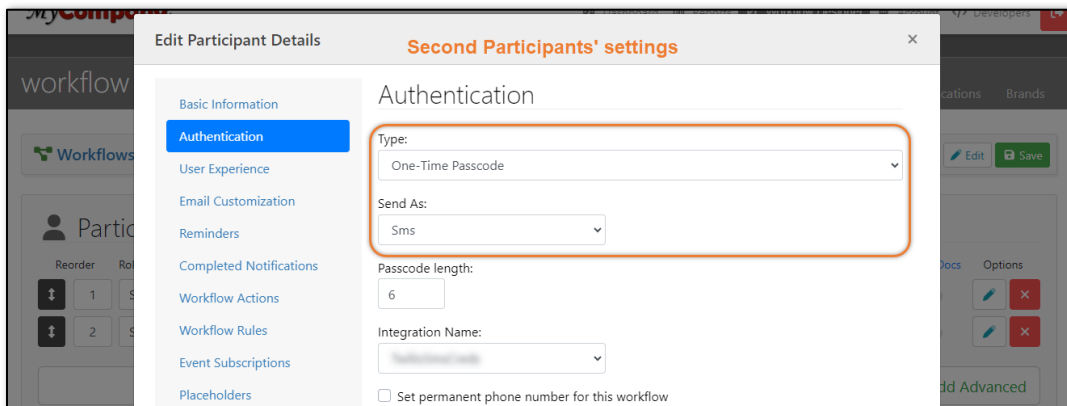 MyCompany
Developers
workflow
Brands
Workflows
Edit
Save
Reorder
Docs
Options
1
2
dd Advanced
Edit Participant Details
Second Participants' settings
×
Basic Information
Authentication
User Experience
Email Customization
Reminders
Completed Notifications
Workflow Actions
Workflow Rules
Event Subscriptions
Placeholders
Authentication
Type:
One-Time Passcode
Send As:
Sms
Passcode length:
6
Integration Name:
Set permanent phone number for this workflow